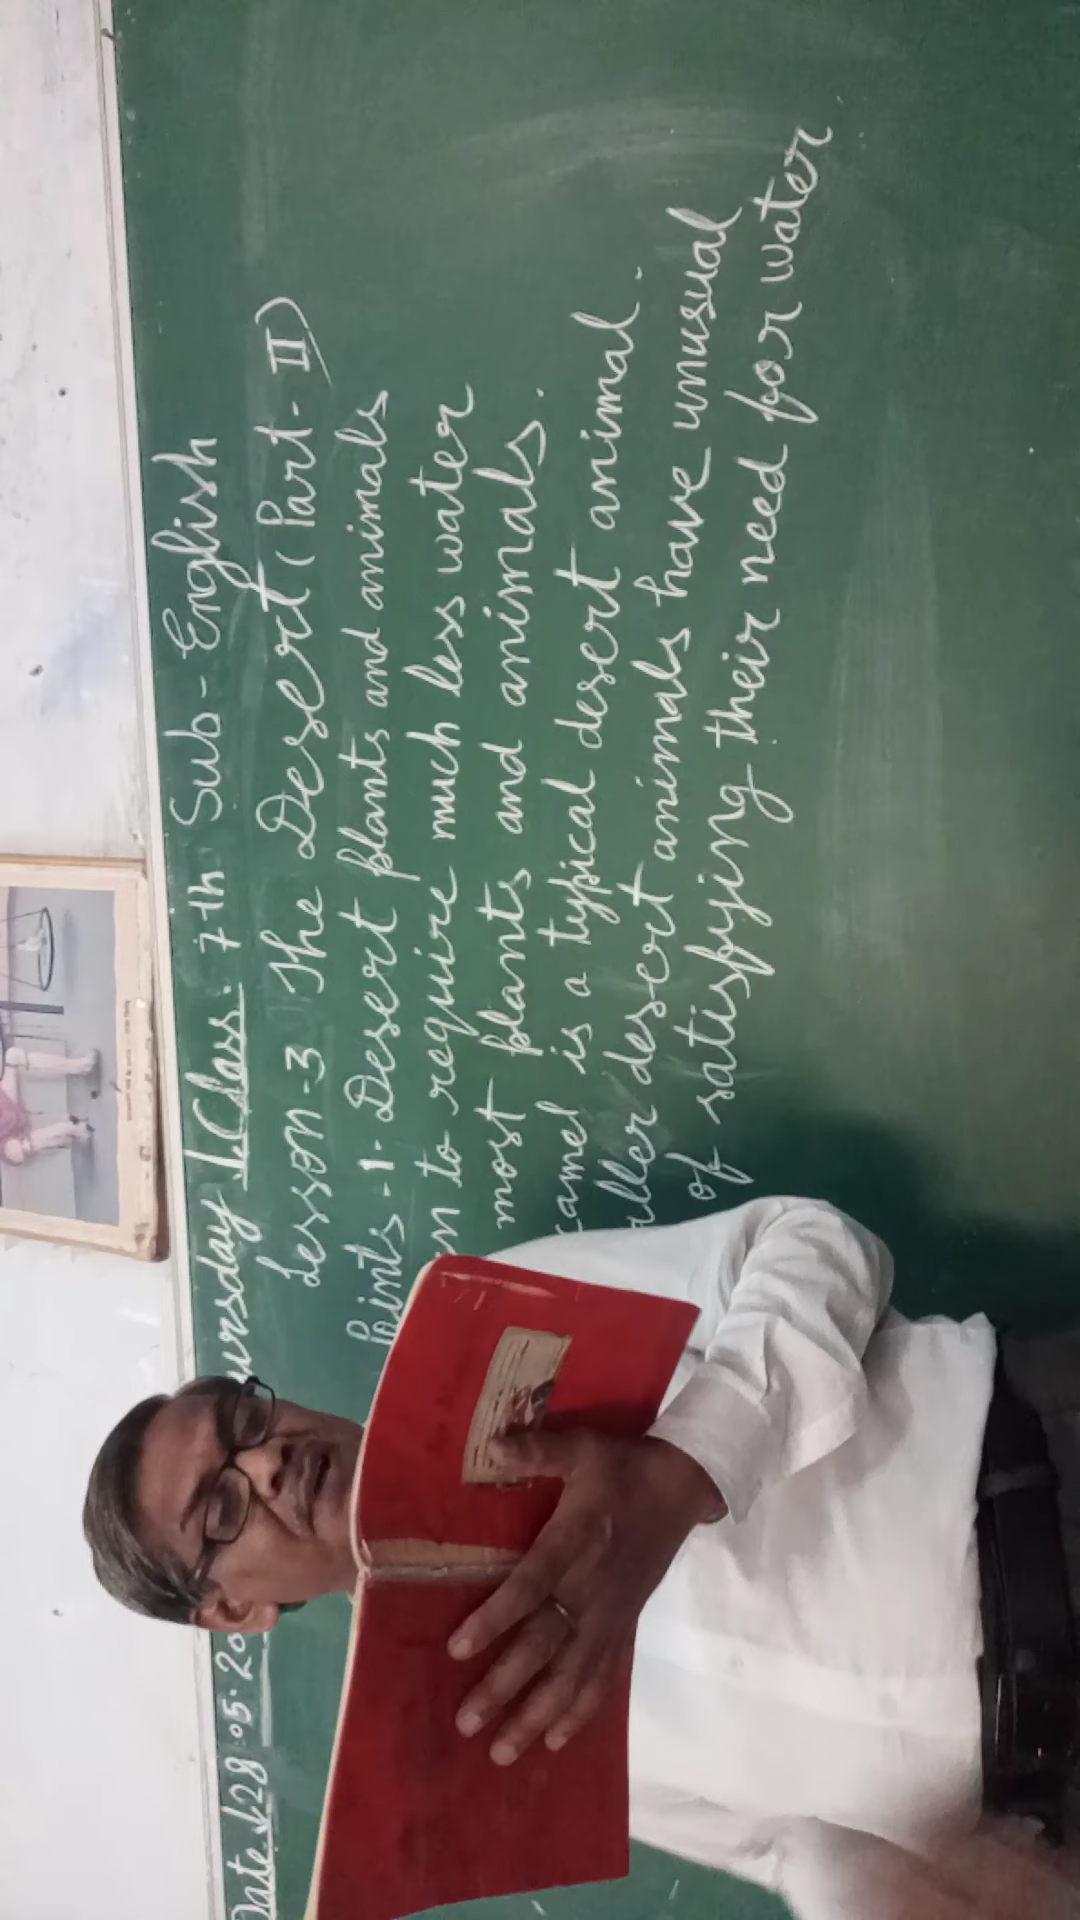 Date 28.05.20 ursday Class. 7th Sub - English
Lesson-3 The Desert (Part-II)
Points -1. Desert plants and animals
n to require much less water
most plants and animals.
camel is a typical desert animal.
aller desert animals have unusual
of satisfying their need for water